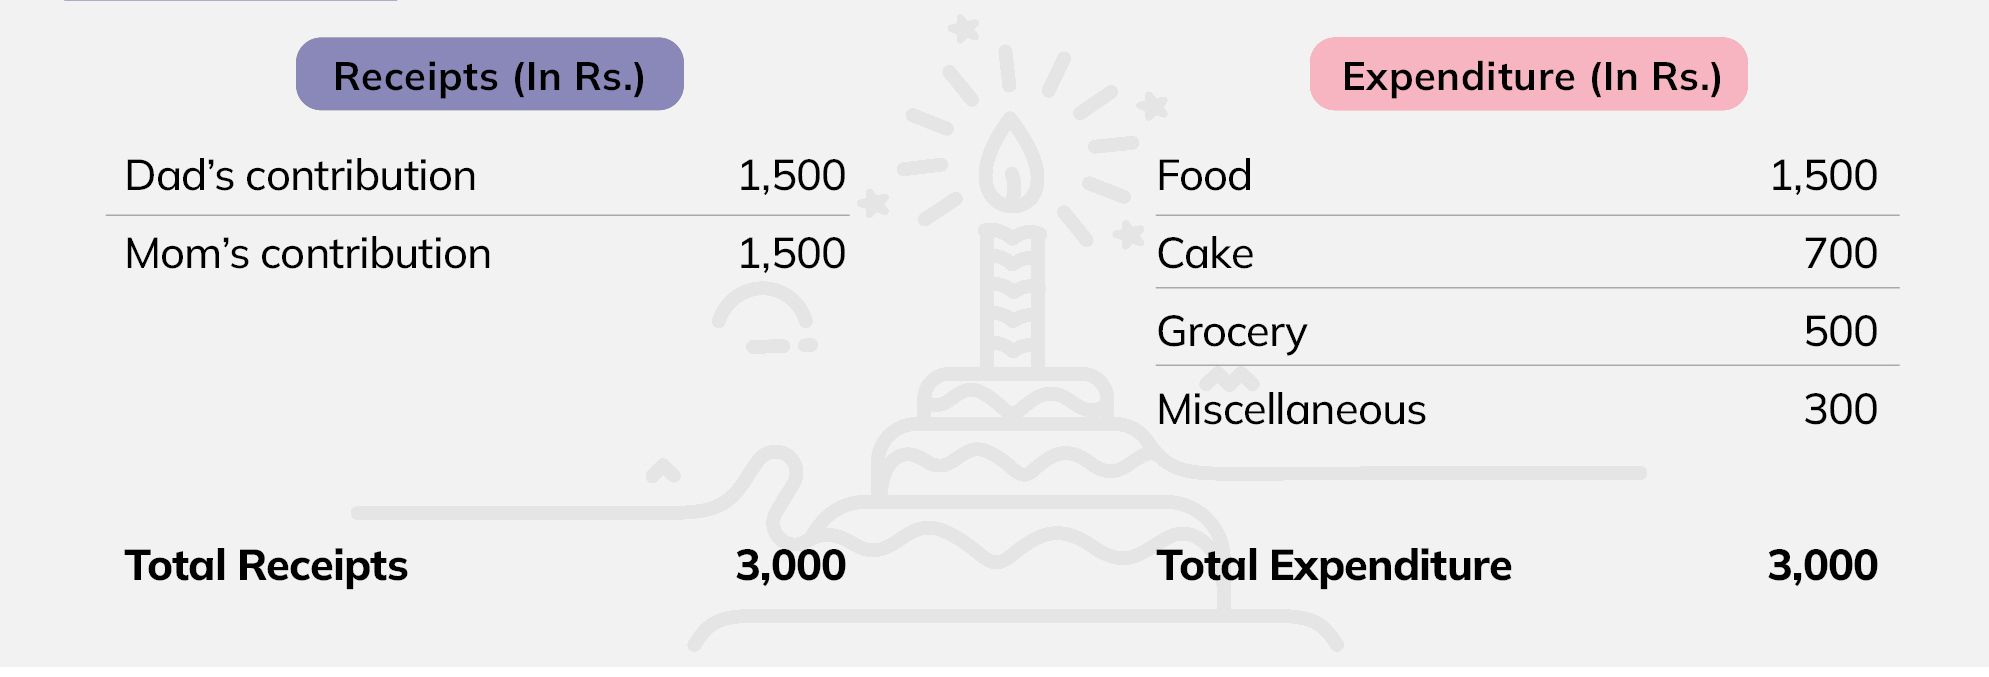 Receipts (In Rs.)
Dad’s contribution 1,500
Mom’s contribution 1,500
Total Receipts 3,000
Expenditure (In Rs.)
Food 1,500
Cake 700
Grocery 500
Miscellaneous 300
Total Expenditure 3,000